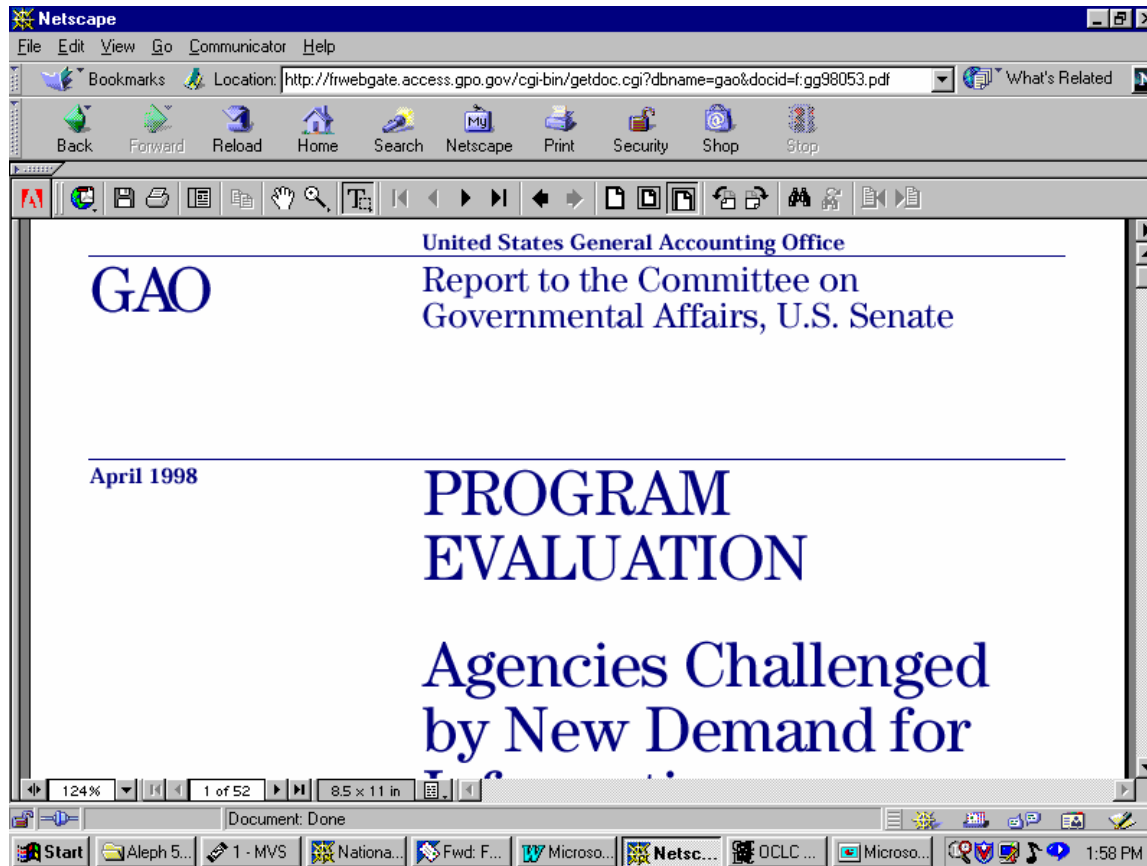 Netscape
File Edit View Go Communicator Help
Bookmarks Location: http://frwebgate.access.gpo.gov/cgi-bin/getdoc.cgi?dbname=gao&docid=f:gg98053.pdf What's Related N
Back Forward Reload Home Search My Netscape Print Security Shop Stop
United States General Accounting Office
GAO Report to the Committee on
Governmental Affairs, U.S. Senate
April 1998 PROGRAM
EVALUATION
Agencies Challenged
by New Demand for
124% 1 of 52 8.5 x 11 in
Document: Done
Start Aleph 5... 1 - MVS Nationa... Fwd: F... Microso... Netsc... OCLC ... Microso... 1:58 PM